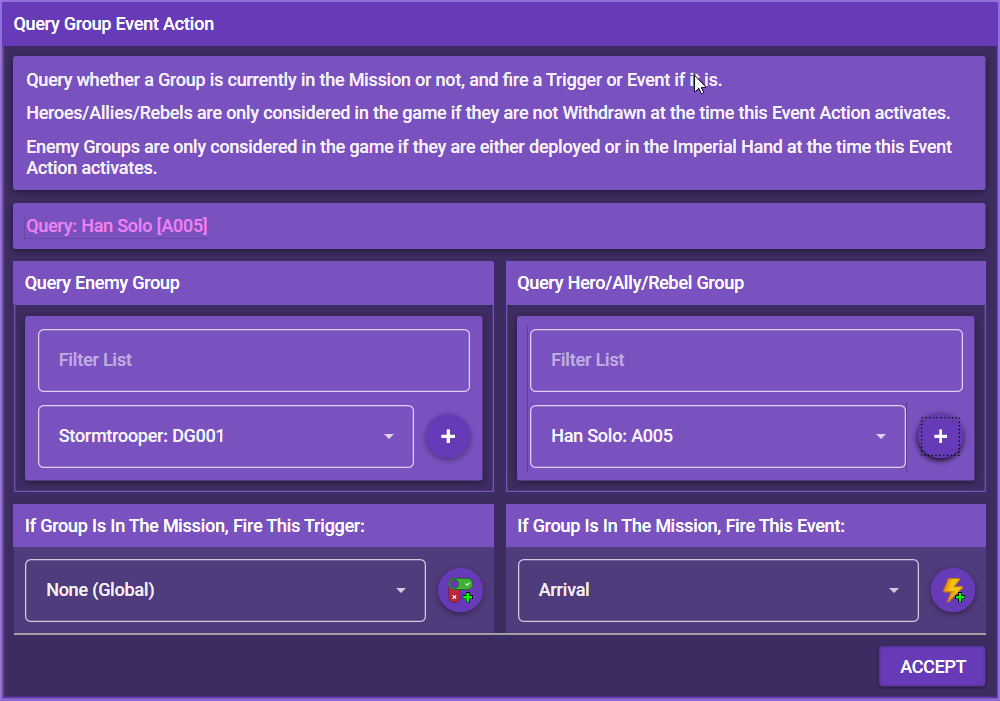 Query Group Event Action
Query whether a Group is currently in the Mission or not, and fire a Trigger or Event if it is.
Heroes/Allies/Rebels are only considered in the game if they are not Withdrawn at the time this Event Action activates.
Enemy Groups are only considered in the game if they are either deployed or in the Imperial Hand at the time this Event
Action activates.
Query: Han Solo [A005]
Query Enemy Group
Filter List
Stormtrooper: DG001
+
Query Hero/Ally/Rebel Group
Filter List
Han Solo: A005
+
If Group Is In The Mission, Fire This Trigger:
None (Global)
If Group Is In The Mission, Fire This Event:
Arrival
ACCEPT